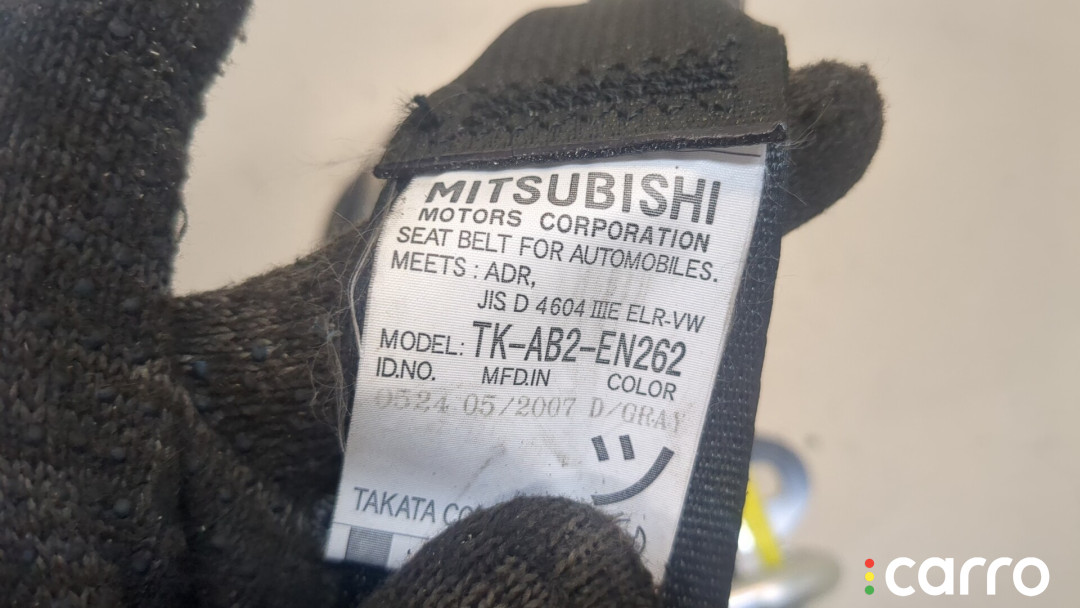 MITSUBISHI
MOTORS CORPORATION
SEAT BELT FOR AUTOMOBILES.
MEETS : ADR,
JIS D 4604 IIIE ELR-VW
MODEL: TK-AB2-EN262
ID.NO. MFD.IN COLOR
0524 05/2007 D/GRAY
TAKATA
carro